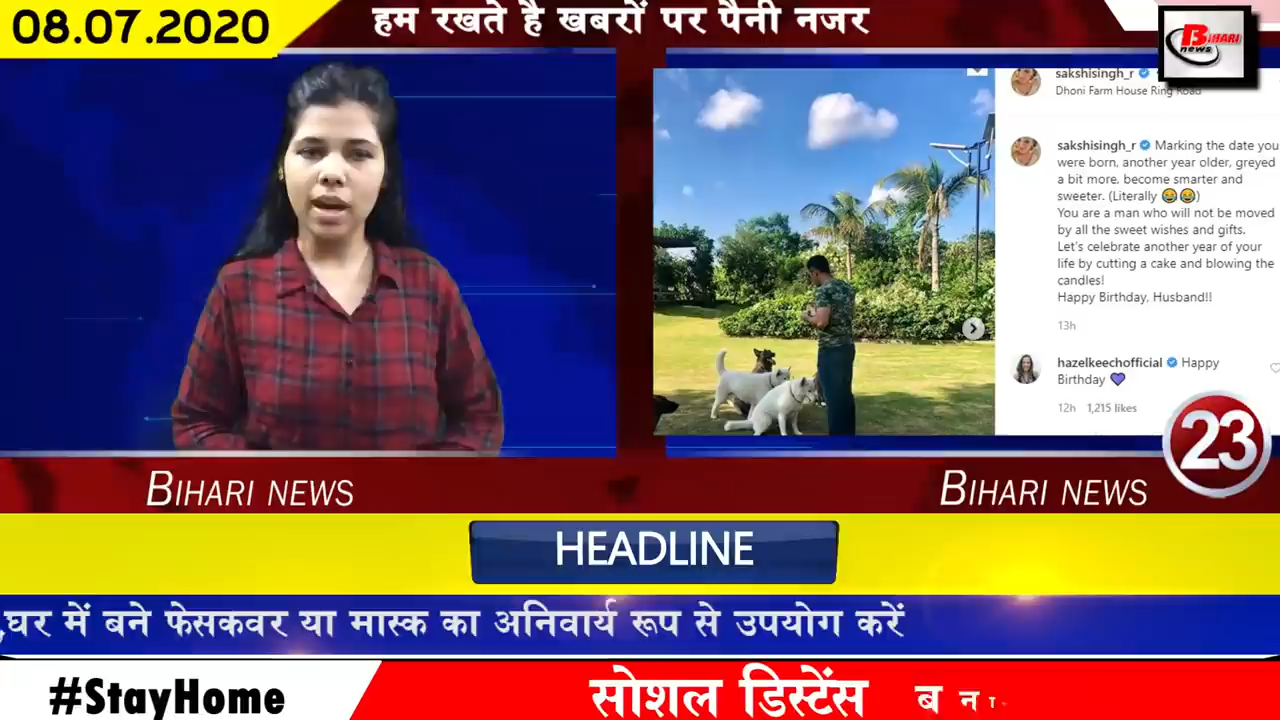 08.07.2020
हम रखते है खबरों पर पैनी नजर
BIHARI
news
sakshisingh_r
Dhoni Farm House Ring Road
sakshisingh_r Marking the date you
were born, another year older, greyed
a bit more, become smarter and
sweeter. (Literally 😂😂)
You are a man who will not be moved
by all the sweet wishes and gifts.
Let's celebrate another year of your
life by cutting a cake and blowing the
candles!
Happy Birthday, Husband!!
13h
hazelkeechofficial Happy
Birthday 💜
12h 1,215 likes
23
BIHARI NEWS
BIHARI NEWS
HEADLINE
,घर में बने फेसकवर या मास्क का अनिवार्य रूप से उपयोग करें
#StayHome
सोशल डिस्टेंस ब न